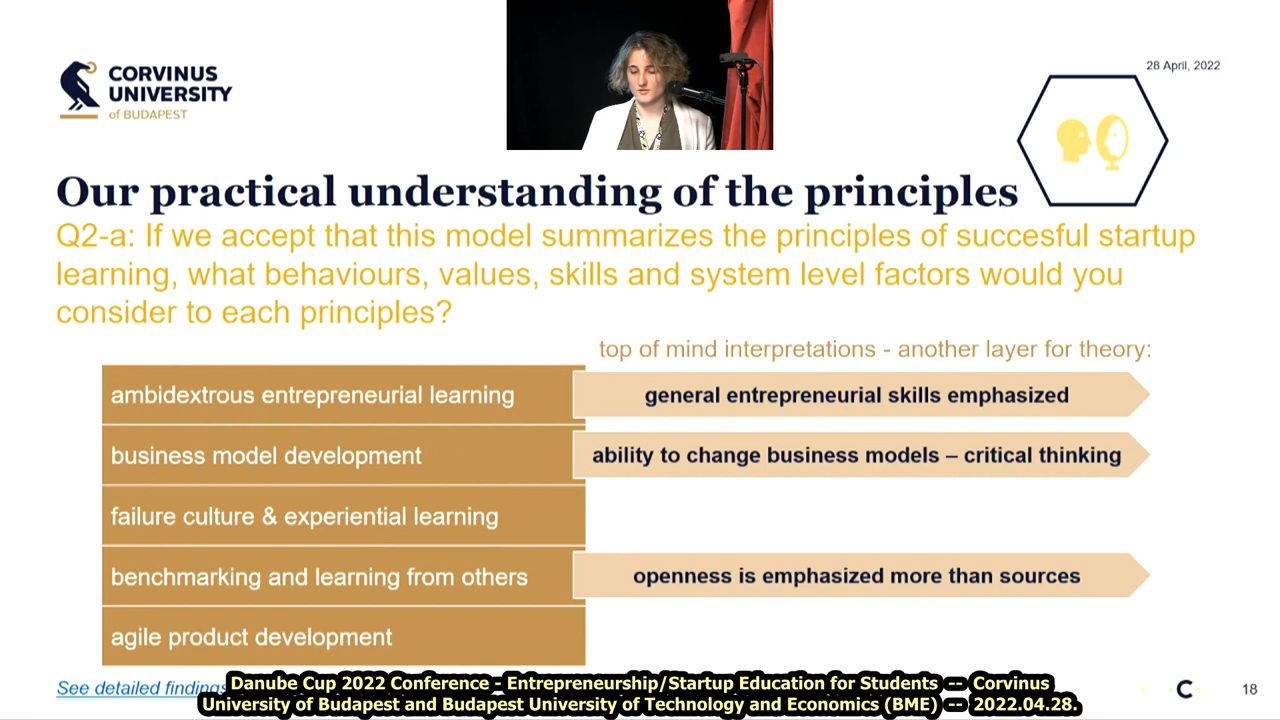 CORVINUS
UNIVERSITY
of BUDAPEST
28 April, 2022
Our practical understanding of the principles
Q2-a: If we accept that this model summarizes the principles of succesful startup
learning, what behaviours, values, skills and system level factors would you
consider to each principles?
top of mind interpretations - another layer for theory:
ambidextrous entrepreneurial learning
general entrepreneurial skills emphasized
business model development
ability to change business models – critical thinking
failure culture & experiential learning
benchmarking and learning from others
openness is emphasized more than sources
agile product development
See detailed findings
Danube Cup 2022 Conference - Entrepreneurship/Startup Education for Students -- Corvinus
University of Budapest and Budapest University of Technology and Economics (BME) -- 2022.04.28.
C
18